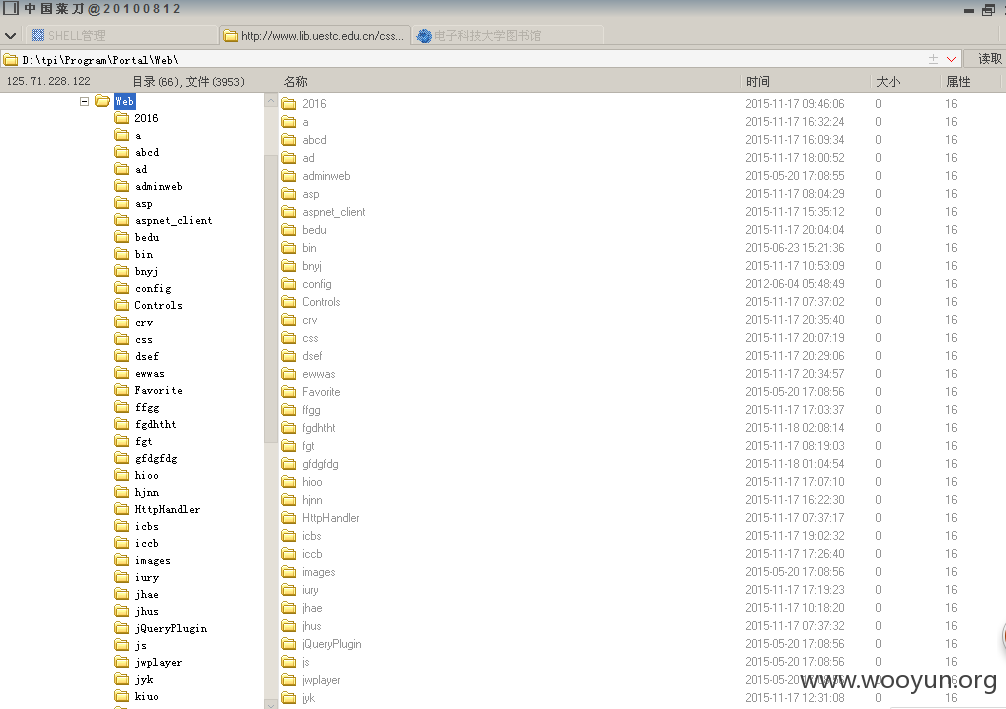 中国菜刀@20100812
SHELL管理
http://www.lib.uestc.edu.cn/css...
电子科技大学图书馆
D:\tpi\Program\Portal\Web\
读取
125.71.228.122
目录(66),文件(3953)
名称 时间 大小 属性
Web
2016
a
abcd
ad
adminweb
asp
aspnet_client
bedu
bin
bnyj
config
Controls
crv
css
dsef
ewwas
Favorite
ffgg
fgdhtht
fgt
gfdgfdg
hioo
hjnn
HttpHandler
icbs
iccb
images
iury
jhae
jhus
jQueryPlugin
js
jwplayer
jyk
kiuo
2016 2015-11-17 09:46:06 0 16
a 2015-11-17 16:32:24 0 16
abcd 2015-11-17 16:09:34 0 16
ad 2015-11-17 18:00:52 0 16
adminweb 2015-05-20 17:08:55 0 16
asp 2015-11-17 08:04:29 0 16
aspnet_client 2015-11-17 15:35:12 0 16
bedu 2015-11-17 20:04:04 0 16
bin 2015-06-23 15:21:36 0 16
bnyj 2015-11-17 10:53:09 0 16
config 2012-06-04 05:48:49 0 16
Controls 2015-11-17 07:37:02 0 16
crv 2015-11-17 20:35:40 0 16
css 2015-11-17 20:07:19 0 16
dsef 2015-11-17 20:29:06 0 16
ewwas 2015-11-17 20:34:57 0 16
Favorite 2015-05-20 17:08:56 0 16
ffgg 2015-11-17 17:03:37 0 16
fgdhtht 2015-11-18 02:08:14 0 16
fgt 2015-11-17 08:19:03 0 16
gfdgfdg 2015-11-18 01:04:54 0 16
hioo 2015-11-17 17:07:10 0 16
hjnn 2015-11-17 16:22:30 0 16
HttpHandler 2015-11-17 07:37:17 0 16
icbs 2015-11-17 19:02:32 0 16
iccb 2015-11-17 17:26:40 0 16
images 2015-05-20 17:08:56 0 16
iury 2015-11-17 17:19:23 0 16
jhae 2015-11-17 10:18:20 0 16
jhus 2015-11-17 07:37:32 0 16
jQueryPlugin 2015-05-20 17:08:56 0 16
js 2015-05-20 17:08:56 0 16
jwplayer 2015-05-20 17:08:56 16
www.wooyun.org
jyk 2015-11-17 12:31:08 0 16